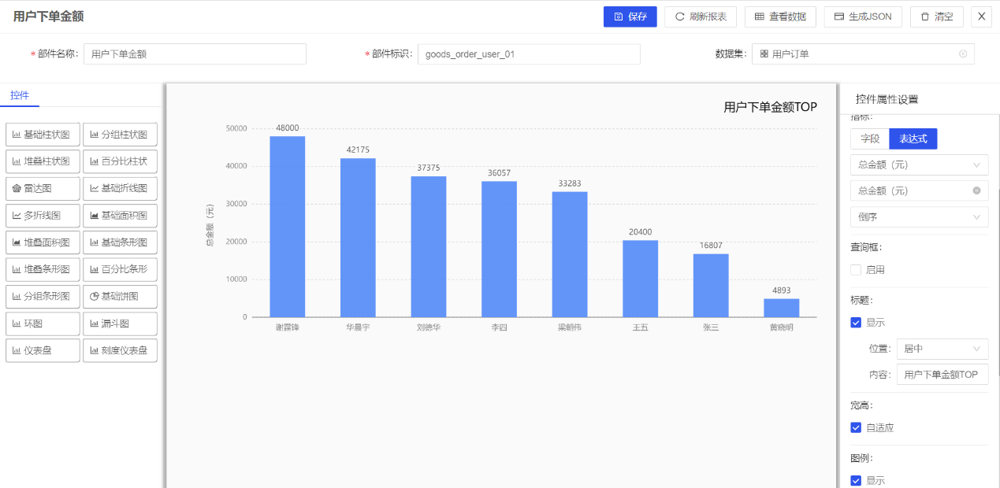 用户下单金额
保存 刷新报表 查看数据 生成JSON 清空 X
* 部件名称: 用户下单金额 * 部件标识: goods_order_user_01 数据集: 用户订单
控件
基础柱状图 分组柱状图
堆叠柱状图 百分比柱状
雷达图 基础折线图
多折线图 基础面积图
堆叠面积图 基础条形图
堆叠条形图 百分比条形
分组条形图 基础饼图
环图 漏斗图
仪表盘 刻度仪表盘
用户下单金额TOP
总金额（元）
50000
40000
30000
20000
10000
0
48000 42175 37375 36057 33283 20400 16807 4893
谢霆锋 华晨宇 刘德华 李四 梁朝伟 王五 张三 黄晓明
控件属性设置
指标:
字段 表达式
总金额（元）
总金额（元）
倒序
查询框:
启用
标题:
显示
位置: 居中
内容: 用户下单金额TOP
宽高:
自适应
图例:
显示